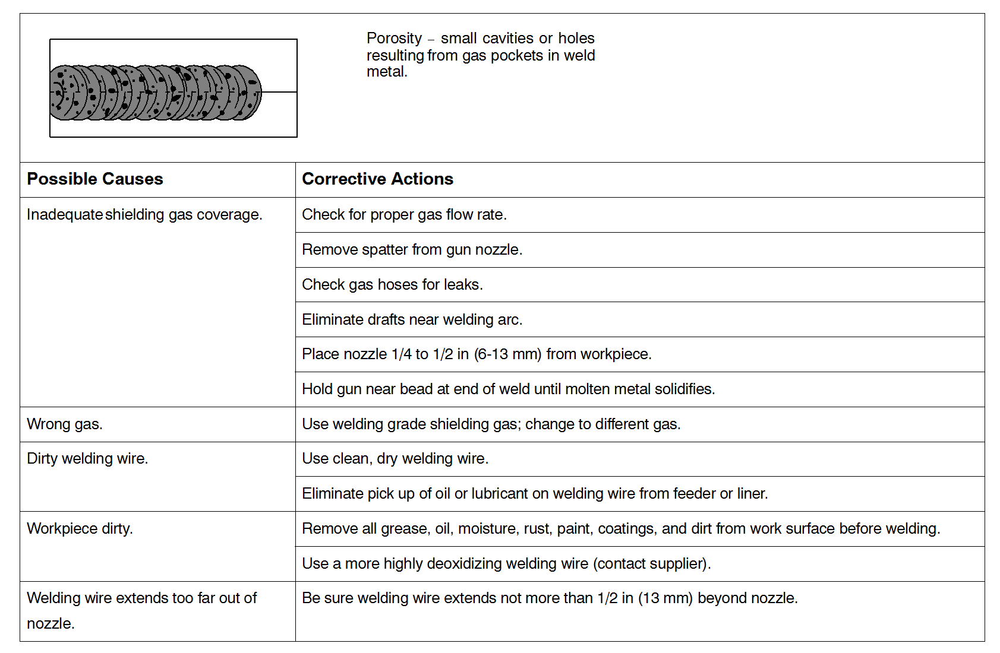 Porosity – small cavities or holes
resulting from gas pockets in weld
metal.
Possible Causes
Corrective Actions
Inadequate shielding gas coverage.
Check for proper gas flow rate.
Remove spatter from gun nozzle.
Check gas hoses for leaks.
Eliminate drafts near welding arc.
Place nozzle 1/4 to 1/2 in (6-13 mm) from workpiece.
Hold gun near bead at end of weld until molten metal solidifies.
Wrong gas.
Use welding grade shielding gas; change to different gas.
Dirty welding wire.
Use clean, dry welding wire.
Eliminate pick up of oil or lubricant on welding wire from feeder or liner.
Workpiece dirty.
Remove all grease, oil, moisture, rust, paint, coatings, and dirt from work surface before welding.
Use a more highly deoxidizing welding wire (contact supplier).
Welding wire extends too far out of
nozzle.
Be sure welding wire extends not more than 1/2 in (13 mm) beyond nozzle.